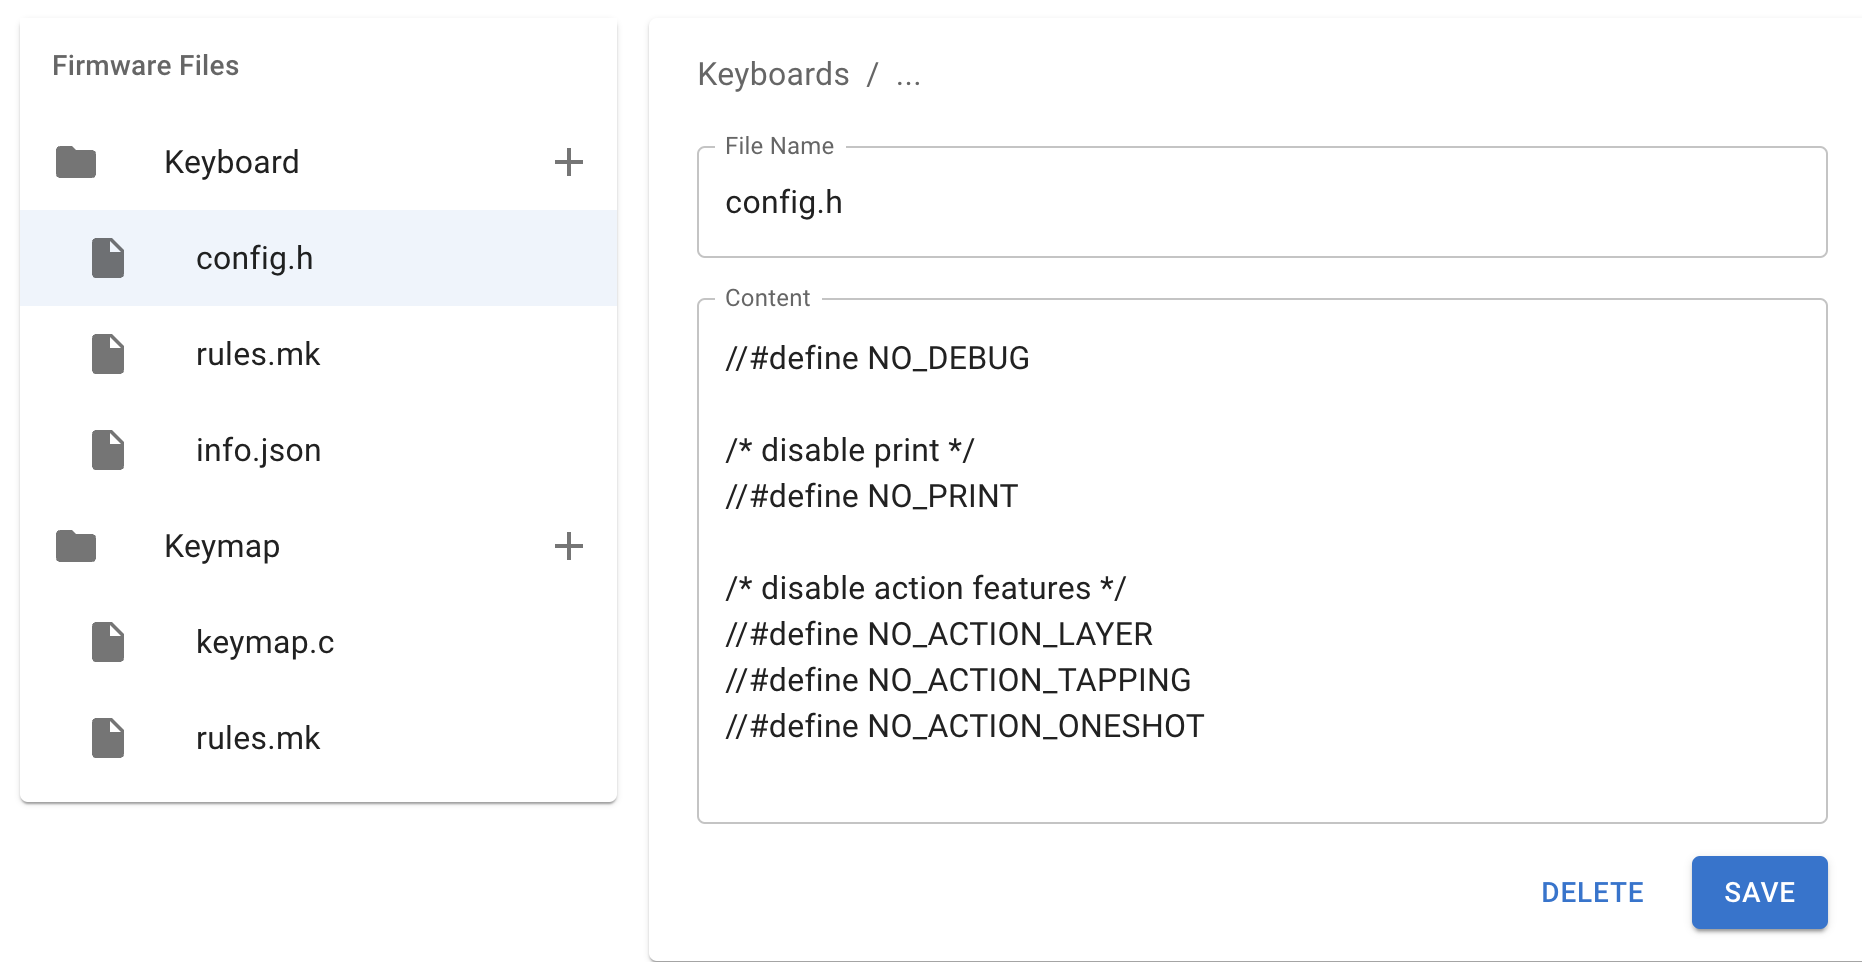 Firmware Files
Keyboard
config.h
rules.mk
info.json
Keymap
keymap.c
rules.mk
Keyboards / ...
File Name
config.h
Content
//#define NO_DEBUG
/* disable print */
//#define NO_PRINT
/* disable action features */
//#define NO_ACTION_LAYER
//#define NO_ACTION_TAPPING
//#define NO_ACTION_ONESHOT
DELETE SAVE